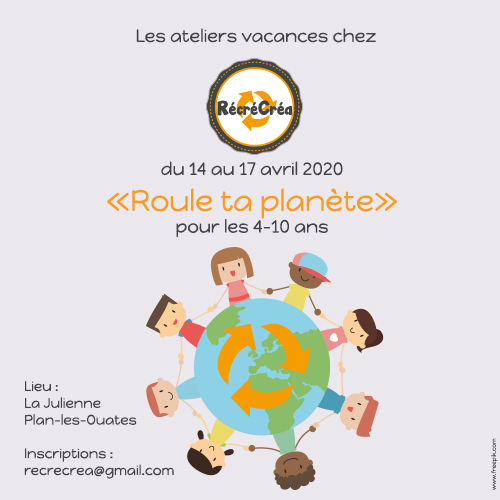 Les ateliers vacances chez
RécréCréa
du 14 au 17 avril 2020
«Roule ta planète»
pour les 4-10 ans
Lieu :
La Julienne
Plan-les-Ouates
Inscriptions :
recrecrea@gmail.com
www.freepik.com